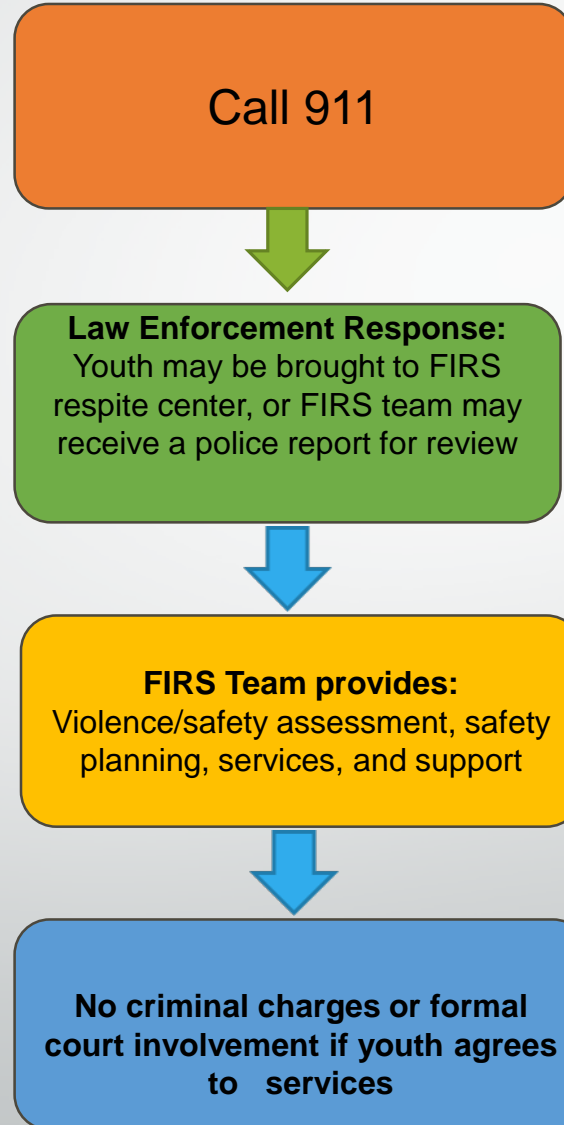 Call 911
Law Enforcement Response:
Youth may be brought to FIRS
respite center, or FIRS team may
receive a police report for review
FIRS Team provides:
Violence/safety assessment, safety
planning, services, and support
No criminal charges or formal
court involvement if youth agrees
to services